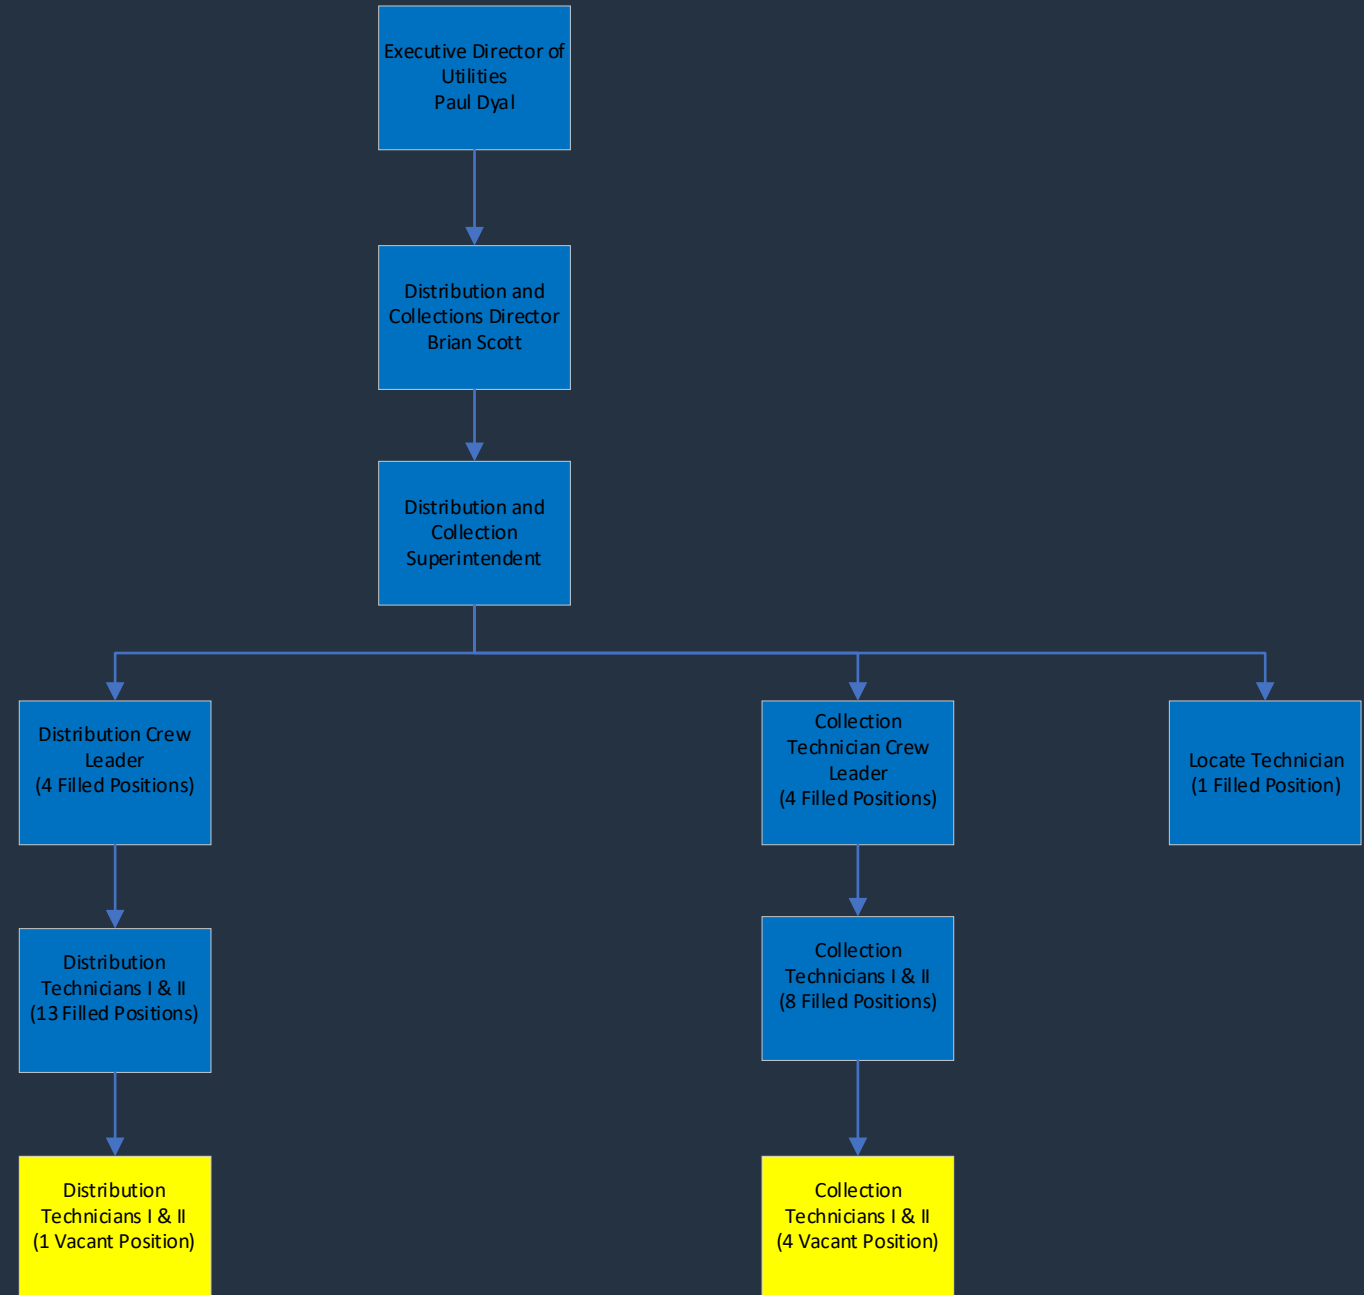 Executive Director of
Utilities
Paul Dyal
Distribution and
Collections Director
Brian Scott
Distribution and
Collection
Superintendent
Distribution Crew
Leader
(4 Filled Positions)
Collection
Technician Crew
Leader
(4 Filled Positions)
Locate Technician
(1 Filled Position)
Distribution
Technicians I & II
(13 Filled Positions)
Collection
Technicians I & II
(8 Filled Positions)
Distribution
Technicians I & II
(1 Vacant Position)
Collection
Technicians I & II
(4 Vacant Position)